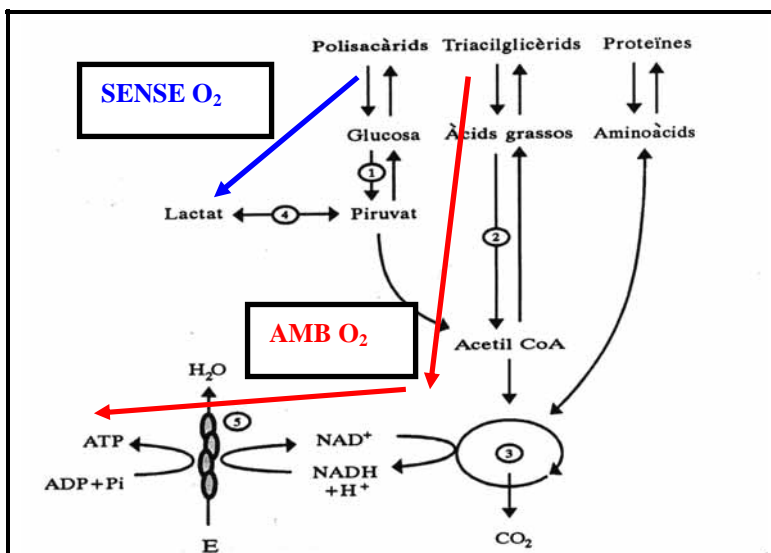 Polisacàrids Triacilglicèrids Proteïnes
SENSE O₂
Glucosa Àcids grassos Aminoàcids
1
Lactat 4 Piruvat
2
AMB O₂
Acetil CoA
H₂O
5
ATP NAD⁺
3
ADP+Pi NADH
+H⁺
E CO₂